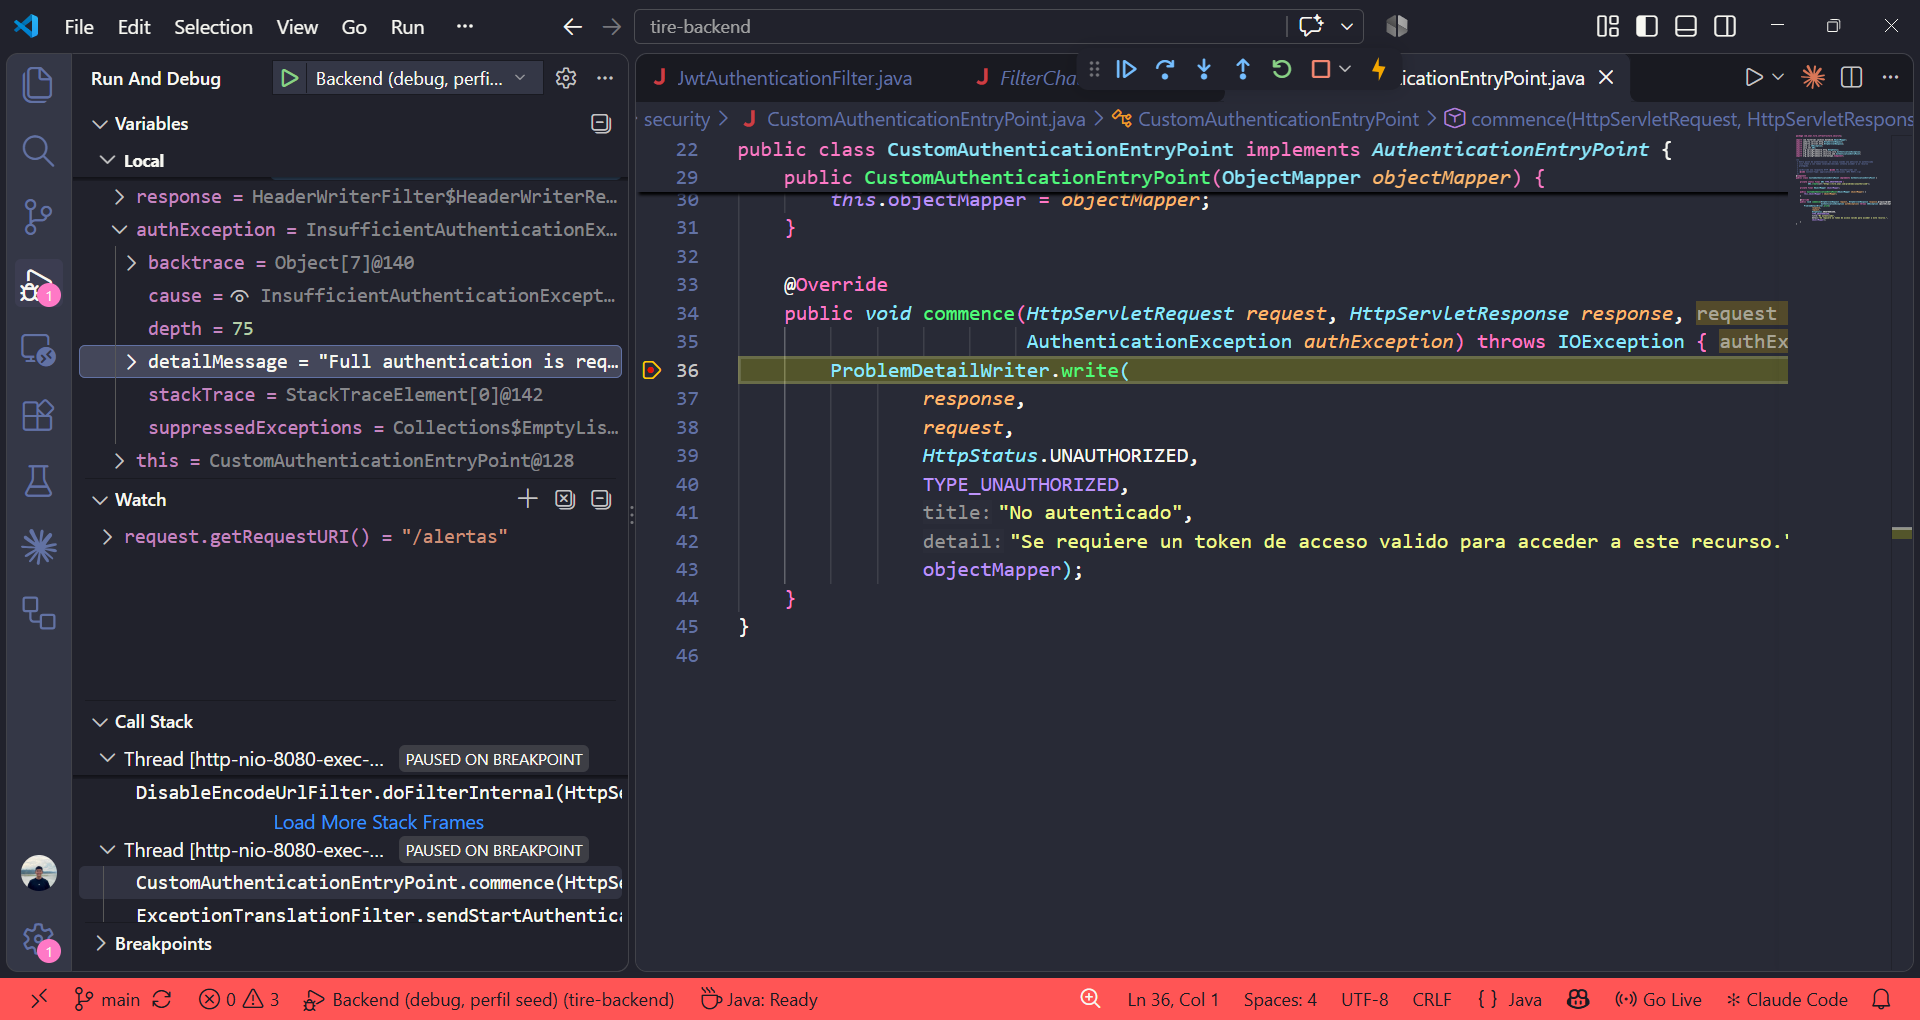 File Edit Selection View Go Run ··· tire-backend
Run And Debug Backend (debug, perfi... ···
Variables
Local
response = HeaderWriterFilter$HeaderWriterRe...
authException = InsufficientAuthenticationEx...
backtrace = Object[7]@140
cause = InsufficientAuthenticationExcept...
depth = 75
detailMessage = "Full authentication is req...
stackTrace = StackTraceElement[0]@142
suppressedExceptions = Collections$EmptyLis...
this = CustomAuthenticationEntryPoint@128
Watch
request.getRequestURI() = "/alertas"
Call Stack
Thread [http-nio-8080-exec-... PAUSED ON BREAKPOINT
DisableEncodeUrlFilter.doFilterInternal(HttpSe
Load More Stack Frames
Thread [http-nio-8080-exec-... PAUSED ON BREAKPOINT
CustomAuthenticationEntryPoint.commence(HttpSe
ExceptionTranslationFilter.sendStartAuthentica
Breakpoints
1
1
J JwtAuthenticationFilter.java J FilterCha icationEntryPoint.java
security > J CustomAuthenticationEntryPoint.java > CustomAuthenticationEntryPoint > commence(HttpServletRequest, HttpServletRespons
22 public class CustomAuthenticationEntryPoint implements AuthenticationEntryPoint {
29 public CustomAuthenticationEntryPoint(ObjectMapper objectMapper) {
30 this.objectMapper = objectMapper;
31 }
32
33 @Override
34 public void commence(HttpServletRequest request, HttpServletResponse response, request
35 AuthenticationException authException) throws IOException { authEx
36 ProblemDetailWriter.write(
37 response,
38 request,
39 HttpStatus.UNAUTHORIZED,
40 TYPE_UNAUTHORIZED,
41 title: "No autenticado",
42 detail: "Se requiere un token de acceso valido para acceder a este recurso."
43 objectMapper);
44 }
45 }
46
main 0 3 Backend (debug, perfil seed) (tire-backend) Java: Ready Ln 36, Col 1 Spaces: 4 UTF-8 CRLF {} Java Go Live Claude Code